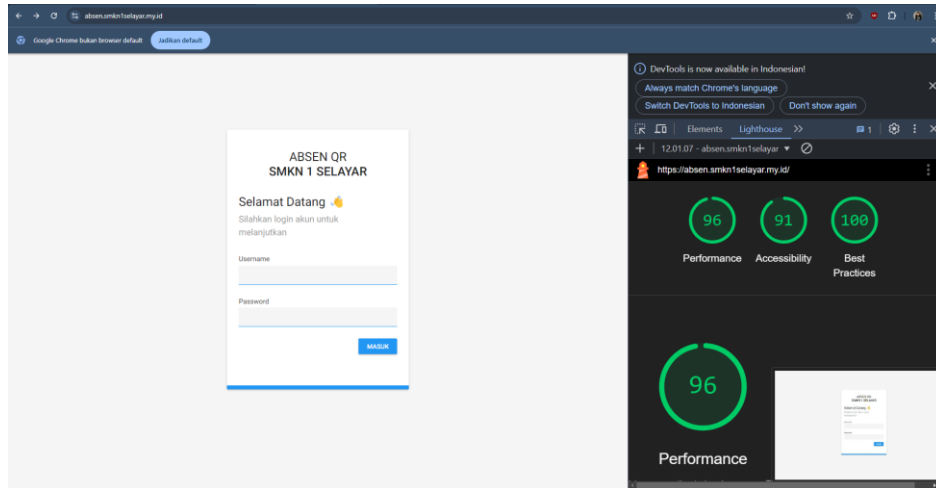 absen.smkn1selayar.my.id
Google Chrome bukan browser default
Jadikan default
ABSEN QR
SMKN 1 SELAYAR
Selamat Datang 👋
Silahkan login akun untuk
melanjutkan
Username
Password
MASUK
DevTools is now available in Indonesian!
Always match Chrome's language
Switch DevTools to Indonesian
Don't show again
Elements
Lighthouse
1
12.01.07 - absen.smkn1selayar
https://absen.smkn1selayar.my.id/
96
91
100
Performance
Accessibility
Best
Practices
96
Performance